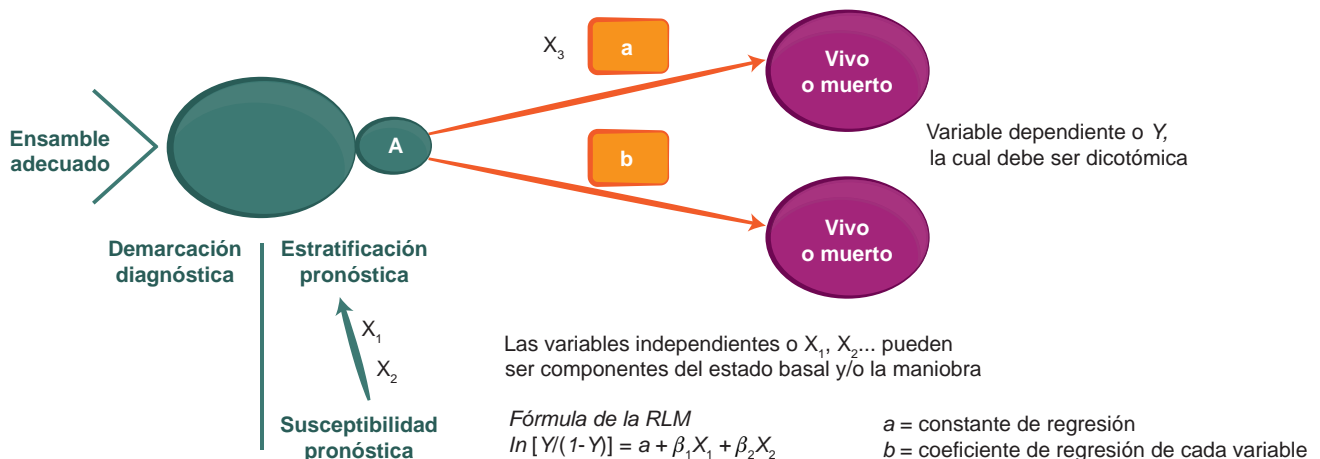 X₃
a
Vivo
o muerto
Ensamble
adecuado
A
Variable dependiente o Y,
la cual debe ser dicotómica
b
Vivo
o muerto
Demarcación
diagnóstica
Estratificación
pronóstica
X₁
X₂
Susceptibilidad
pronóstica
Las variables independientes o X₁, X₂... pueden
ser componentes del estado basal y/o la maniobra
Fórmula de la RLM
ln [Y/(1-Y)] = a + β₁X₁ + β₂X₂
a = constante de regresión
b = coeficiente de regresión de cada variable